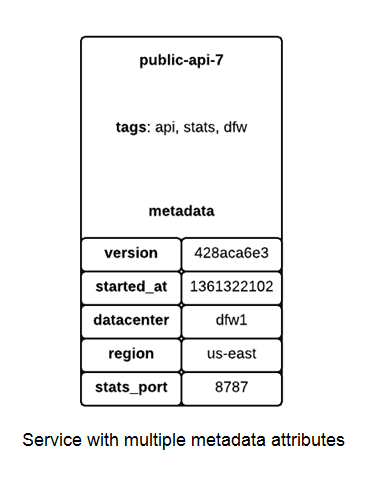 public-api-7
tags: api, stats, dfw
metadata
version 428aca6e3
started_at 1361322102
datacenter dfw1
region us-east
stats_port 8787
Service with multiple metadata attributes